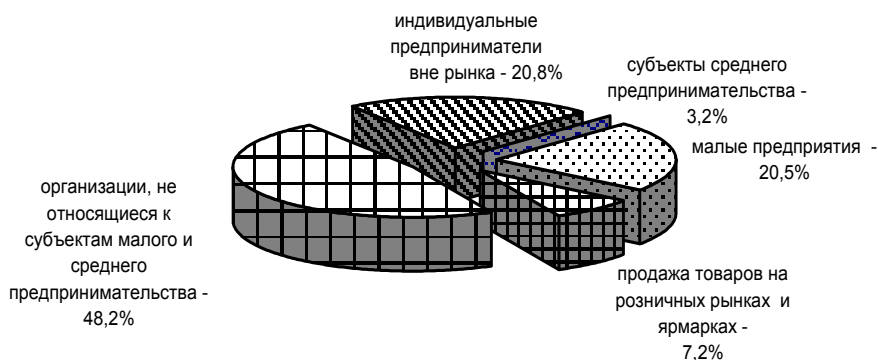 индивидуальные
предприниматели
вне рынка - 20,8%
субъекты среднего
предпринимательства -
3,2%
малые предприятия -
20,5%
организации, не
относящиеся к
субъектам малого и
среднего
предпринимательства -
48,2%
продажа товаров на
розничных рынках и
ярмарках -
7,2%